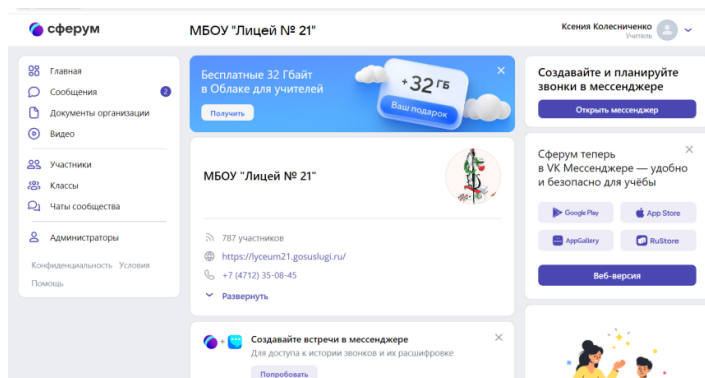 сферум
МБОУ "Лицей № 21"
Ксения Колесниченко
Учитель
Главная
Сообщения 2
Документы организации
Видео
Участники
Классы
Чаты сообщества
Администраторы
Конфиденциальность Условия
Помощь
Бесплатные 32 Гбайт
в Облаке для учителей
Получить
+32 ГБ
Ваш подарок
МБОУ "Лицей № 21"
787 участников
https://lyceum21.gosuslugi.ru/
+7 (4712) 35-08-45
Развернуть
Создавайте встречи в мессенджере
Для доступа к истории звонков и их расшифровке
Попробовать
Создавайте и планируйте
звонки в мессенджере
Открыть мессенджер
Сферум теперь
в VK Мессенджере — удобно
и безопасно для учёбы
Google Play
App Store
AppGallery
RuStore
Веб-версия